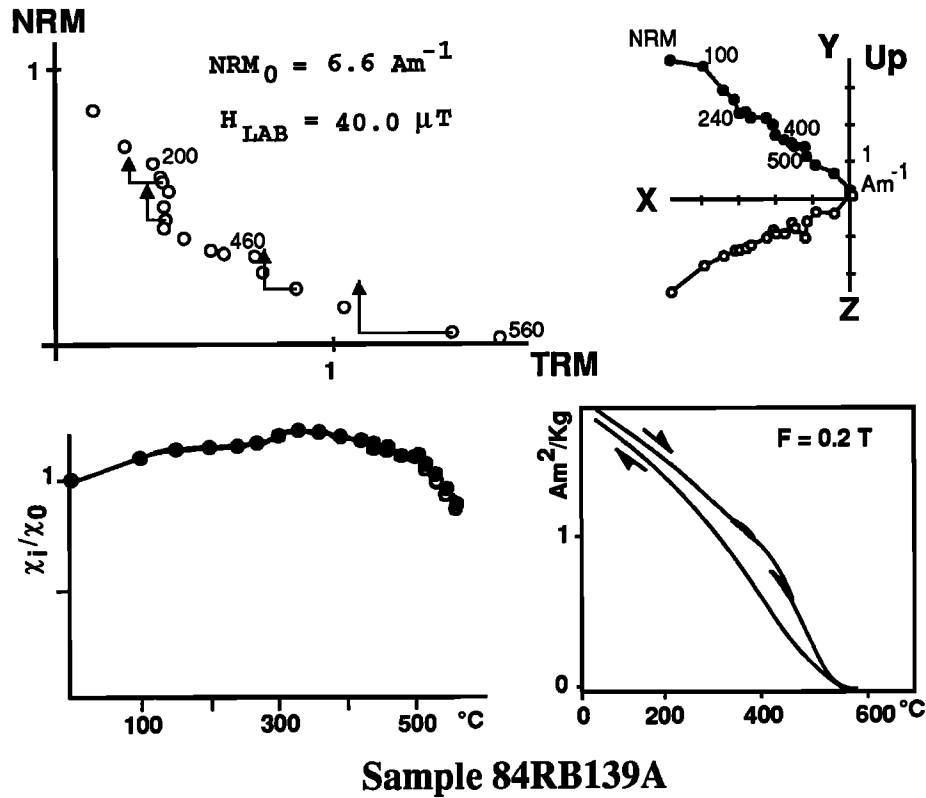 NRM
1
NRM0 = 6.6 Am-1
HLAB = 40.0 μT
200
460
560
1
TRM
NRM
100
240
400
500
Y
Up
1
Am-1
X
Z
1
χi/χ0
100
300
500
°C
Am2/Kg
F = 0.2 T
1
0
0
200
400
600
°C
Sample 84RB139A